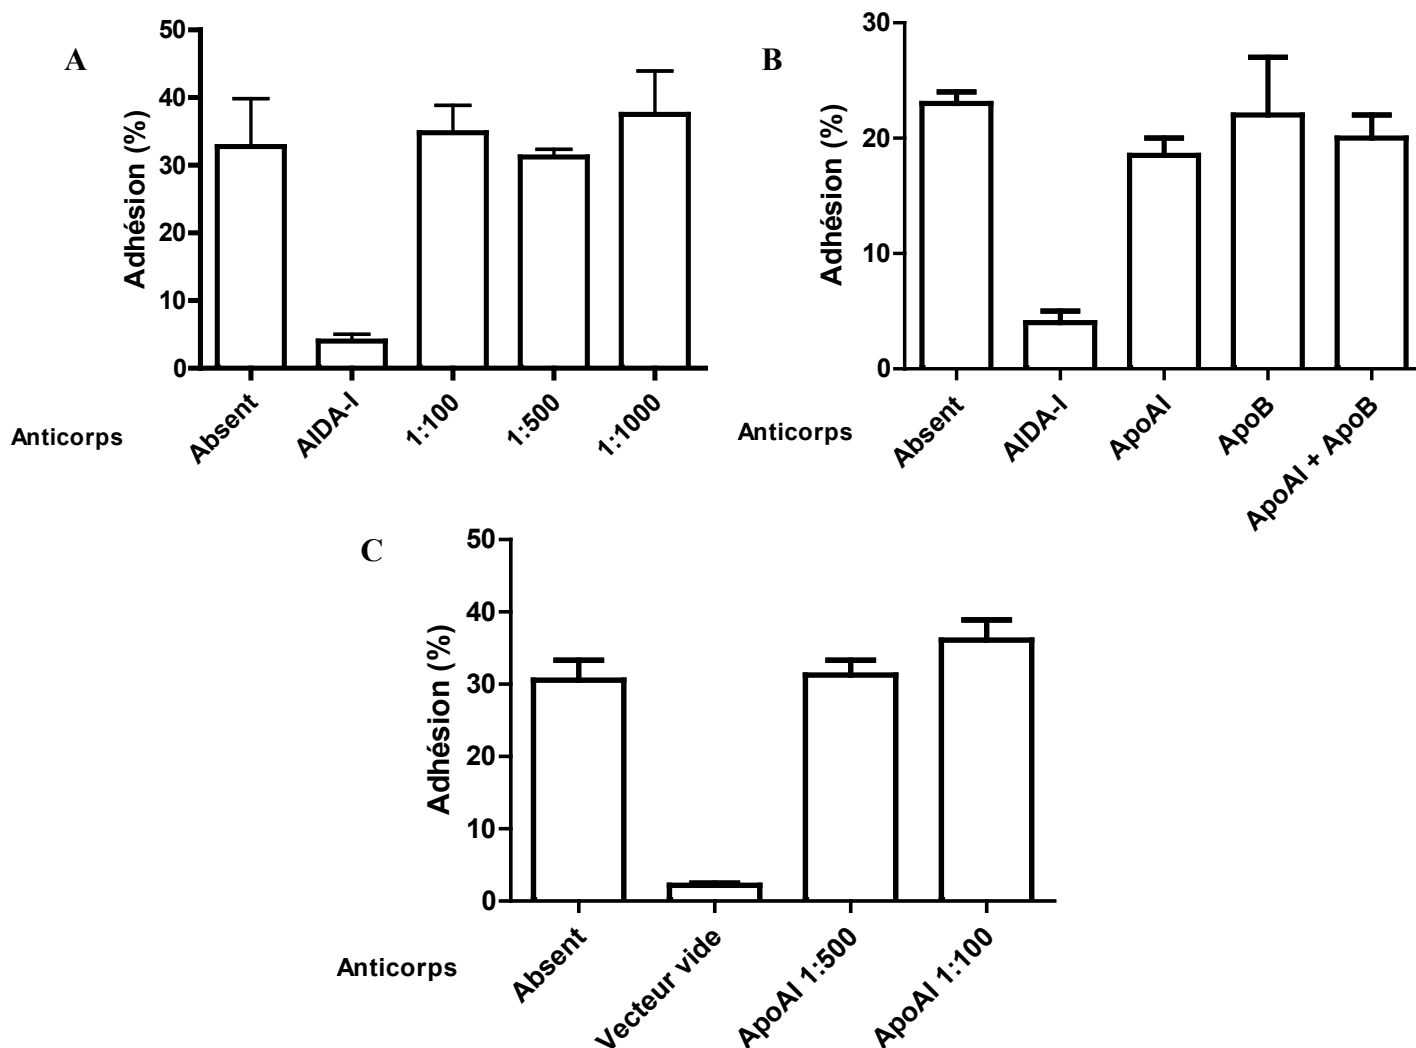 A
Adhésion (%)
50
40
30
20
10
0
Anticorps
Absent
AIDA-I
1:100
1:500
1:1000
B
Adhésion (%)
30
20
10
0
Anticorps
Absent
AIDA-I
ApoAI
ApoB
ApoAI + ApoB
C
Adhésion (%)
50
40
30
20
10
0
Anticorps
Absent
Vecteur vide
ApoAI 1:500
ApoAI 1:100